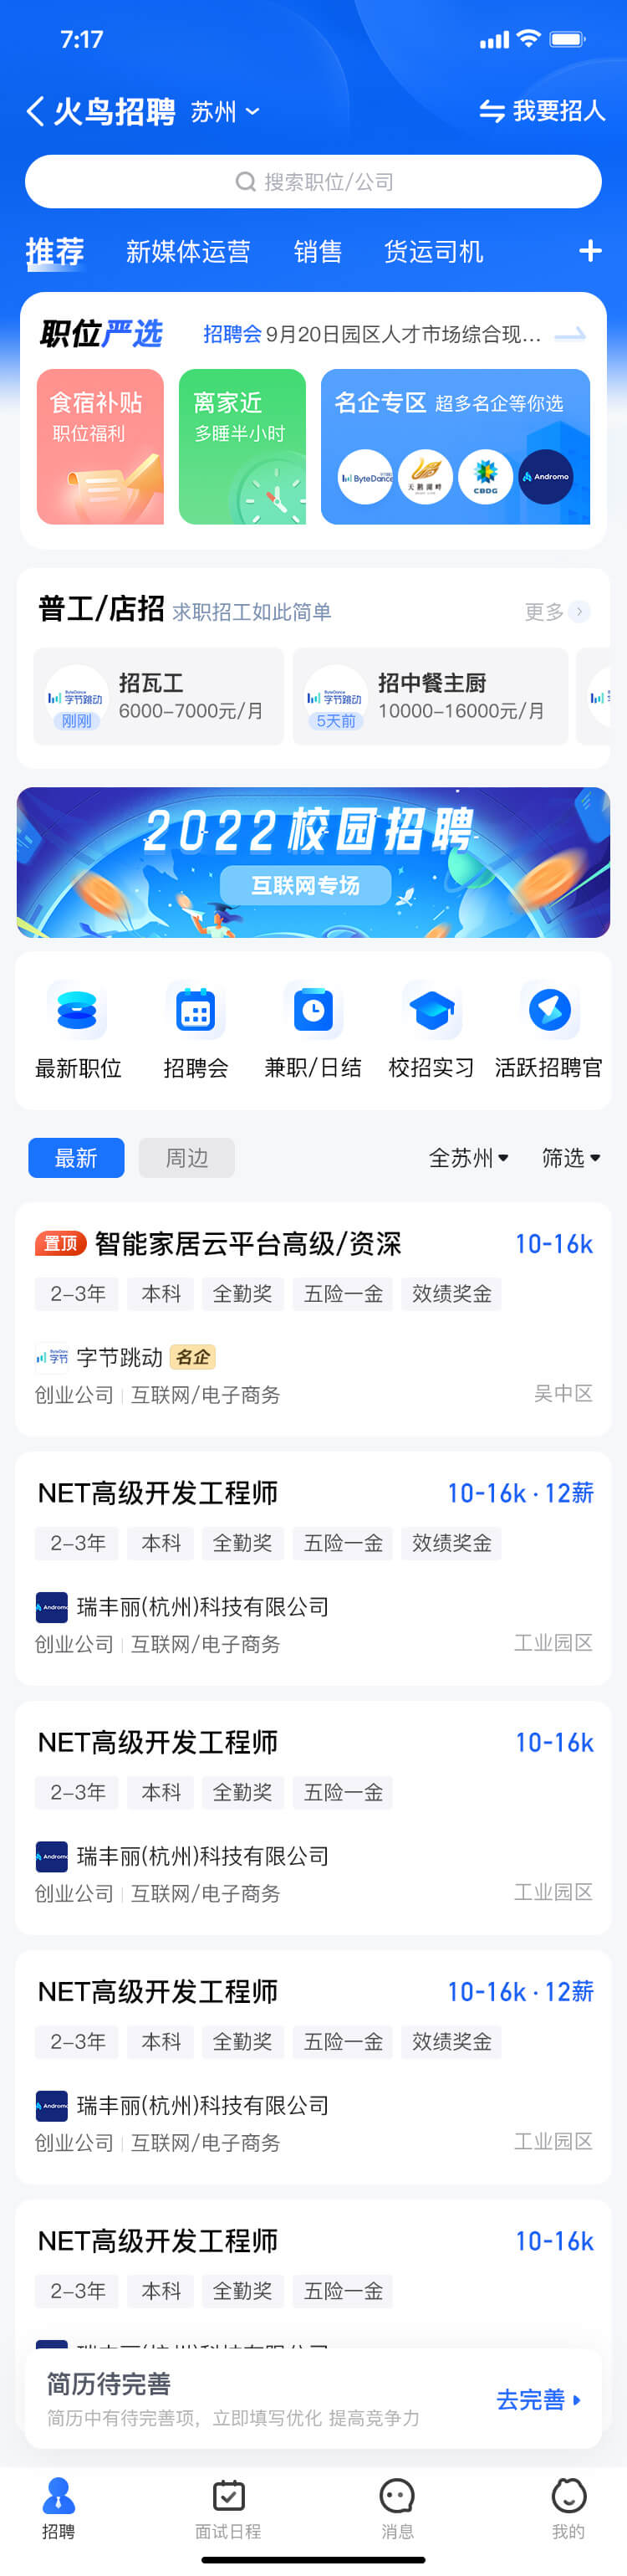 7:17
火鸟招聘 苏州 我要招人
搜索职位/公司
推荐 新媒体运营 销售 货运司机
职位严选 招聘会 9月20日园区人才市场综合现...
食宿补贴 离家近 名企专区 超多名企等你选
职位福利 多睡半小时
ByteDance 天鹅湖畔 CBDG Andromo
普工/店招 求职招工如此简单 更多
招瓦工 招中餐主厨
ByteDance 字节跳动 6000-7000元/月 ByteDance 字节跳动 10000-16000元/月
刚刚 5天前
2022校园招聘
互联网专场
最新职位 招聘会 兼职/日结 校招实习 活跃招聘官
最新 周边 全苏州 筛选
置顶 智能家居云平台高级/资深 10-16k
2-3年 本科 全勤奖 五险一金 效绩奖金
字节跳动 名企
创业公司 互联网/电子商务 吴中区
NET高级开发工程师 10-16k · 12薪
2-3年 本科 全勤奖 五险一金 效绩奖金
Andromo 瑞丰丽(杭州)科技有限公司
创业公司 互联网/电子商务 工业园区
NET高级开发工程师 10-16k
2-3年 本科 全勤奖 五险一金
Andromo 瑞丰丽(杭州)科技有限公司
创业公司 互联网/电子商务 工业园区
NET高级开发工程师 10-16k · 12薪
2-3年 本科 全勤奖 五险一金 效绩奖金
Andromo 瑞丰丽(杭州)科技有限公司
创业公司 互联网/电子商务 工业园区
NET高级开发工程师 10-16k
2-3年 本科 全勤奖 五险一金
简历待完善
简历中有待完善项，立即填写优化 提高竞争力 去完善
招聘 面试日程 消息 我的